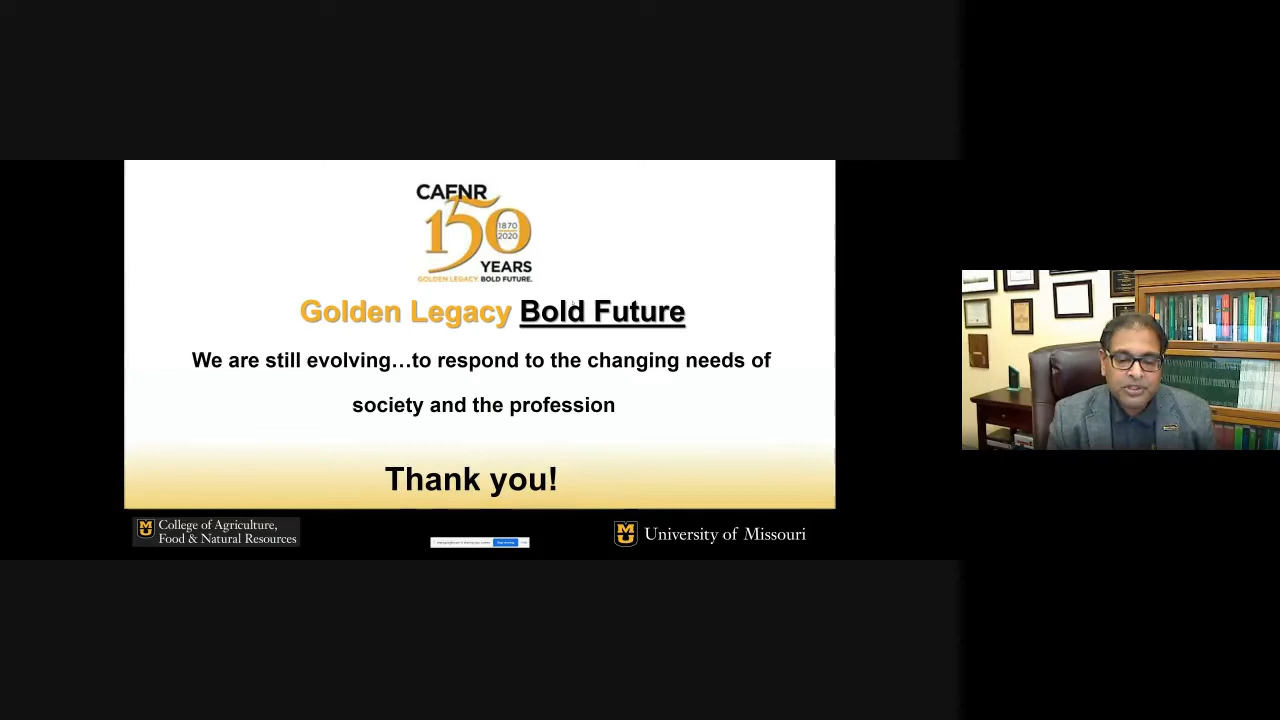 CAFNR
150
1870
2020
YEARS
GOLDEN LEGACY BOLD FUTURE.
Golden Legacy Bold Future
We are still evolving…to respond to the changing needs of
society and the profession
Thank you!
College of Agriculture,
Food & Natural Resources
University of Missouri